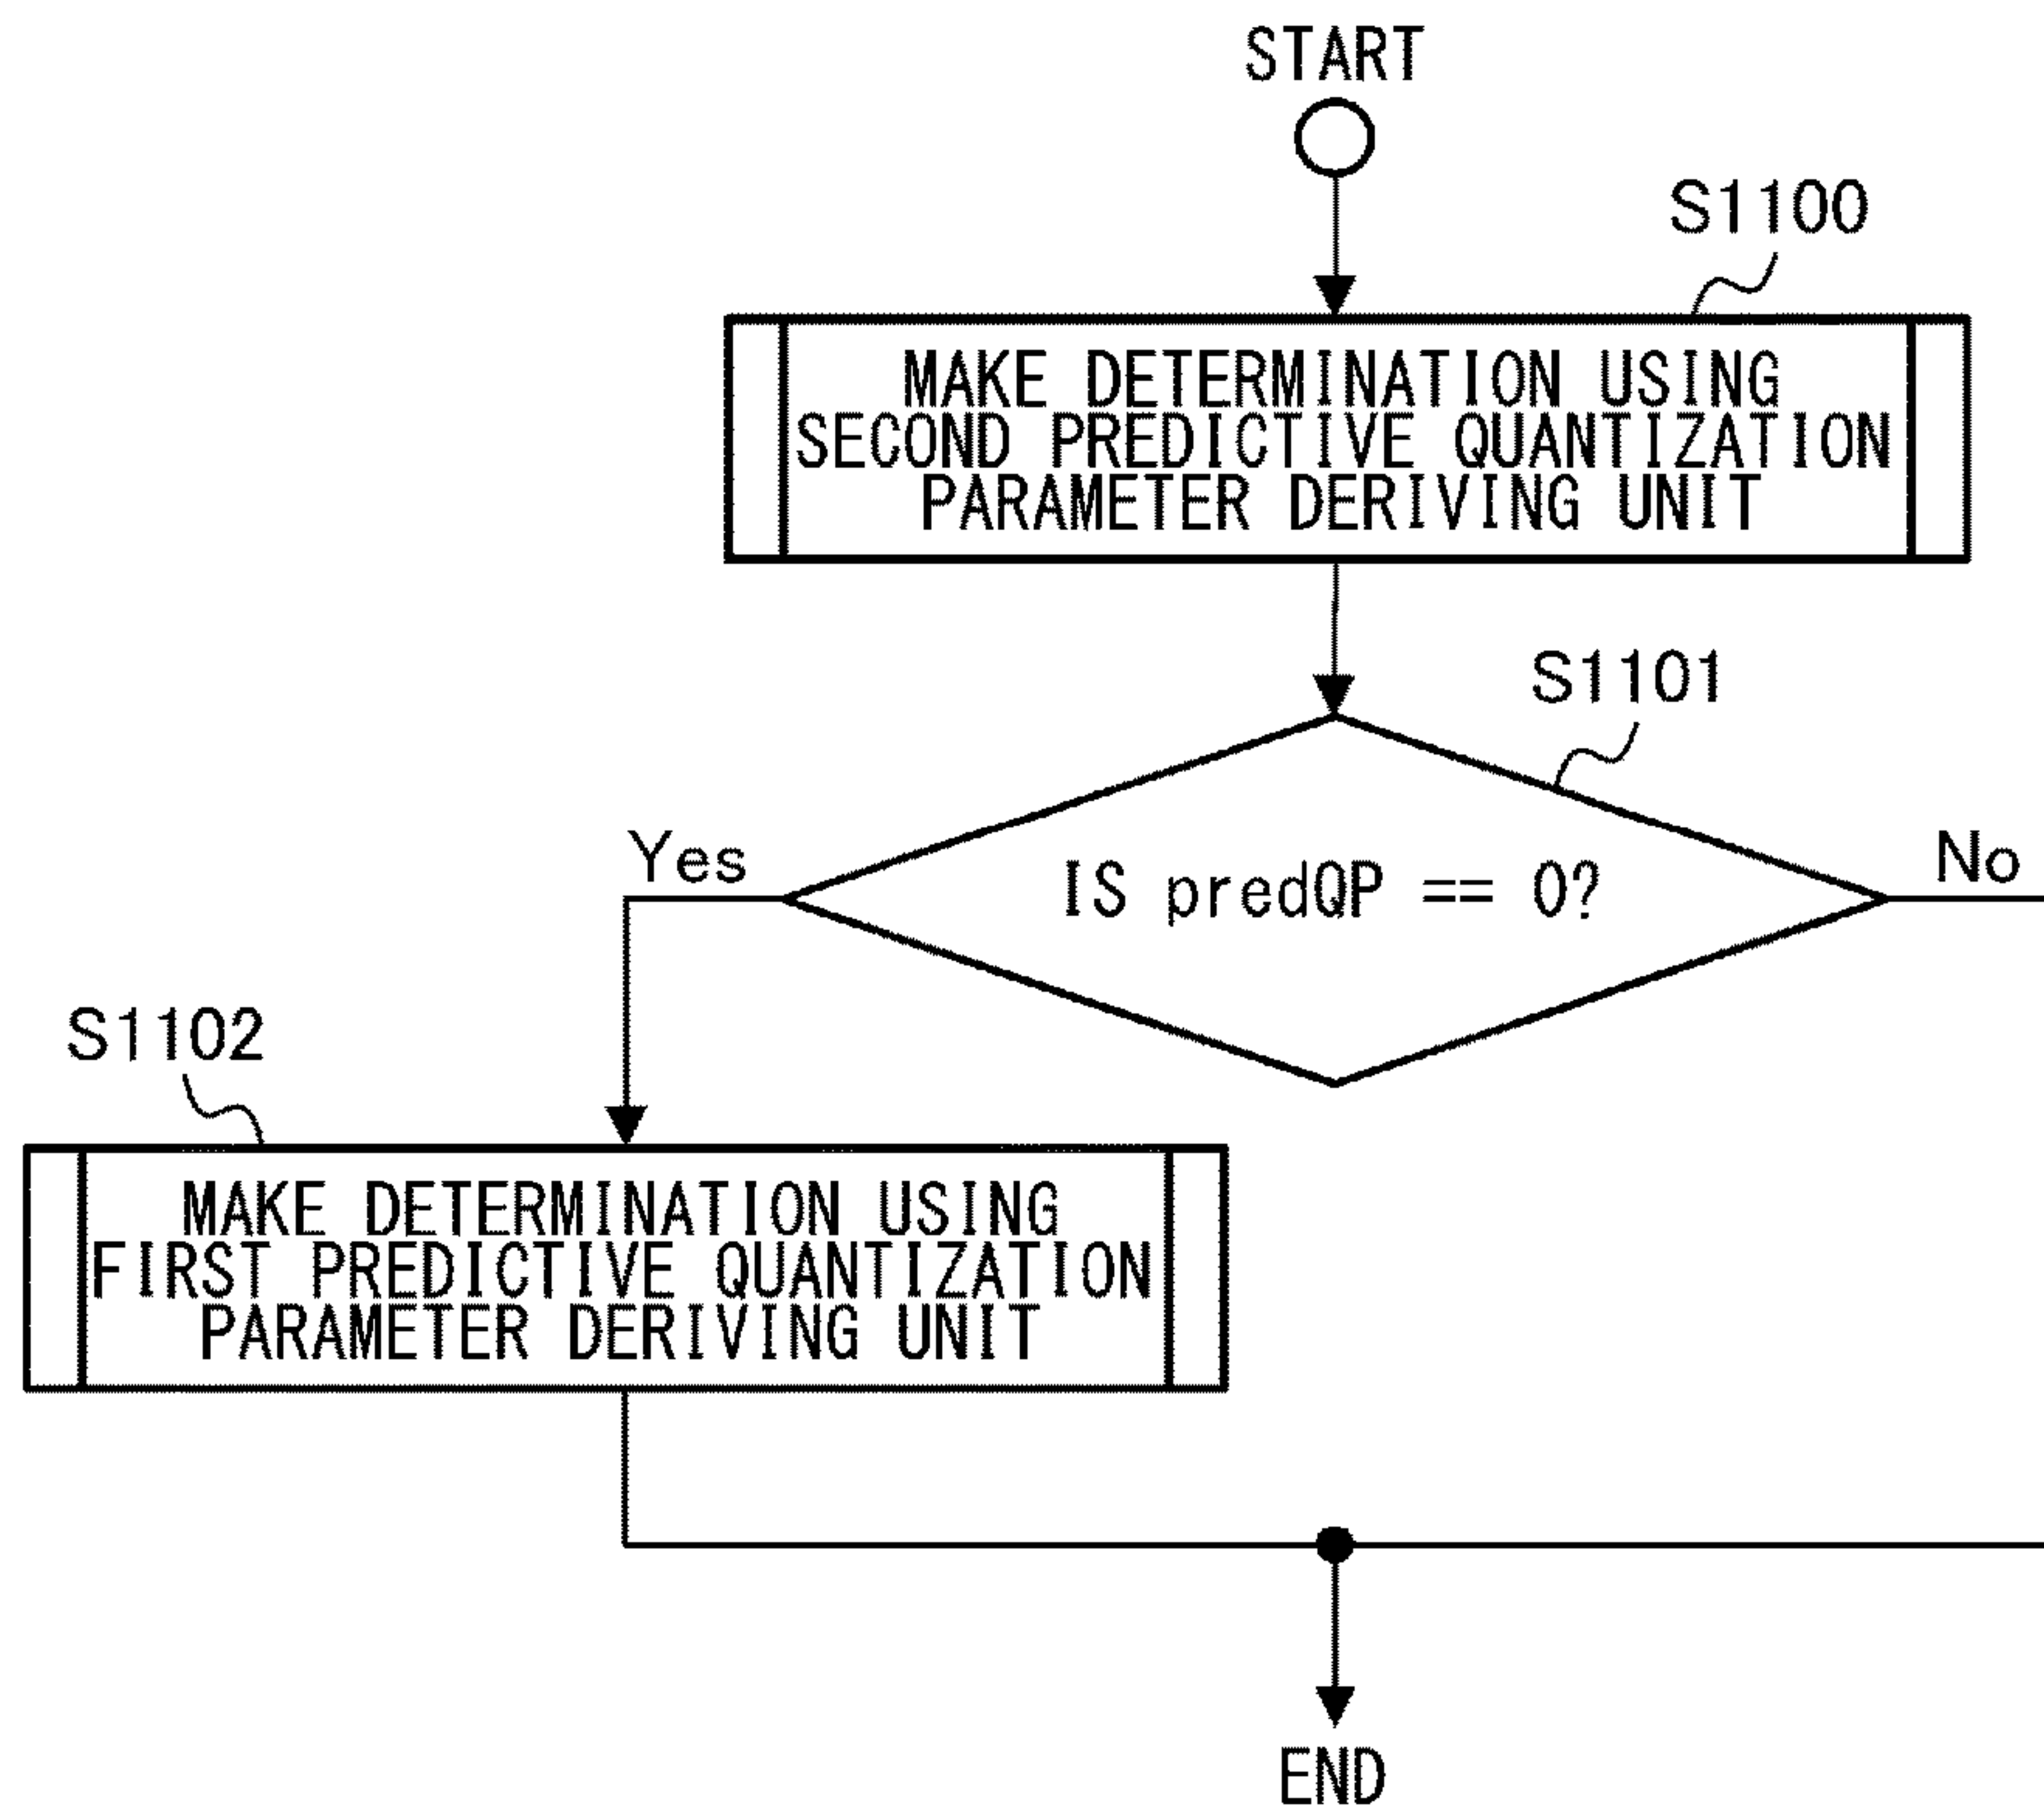 START
S1100
MAKE DETERMINATION USING
SECOND PREDICTIVE QUANTIZATION
PARAMETER DERIVING UNIT
S1101
Yes
IS predQP == 0?
No
S1102
MAKE DETERMINATION USING
FIRST PREDICTIVE QUANTIZATION
PARAMETER DERIVING UNIT
END